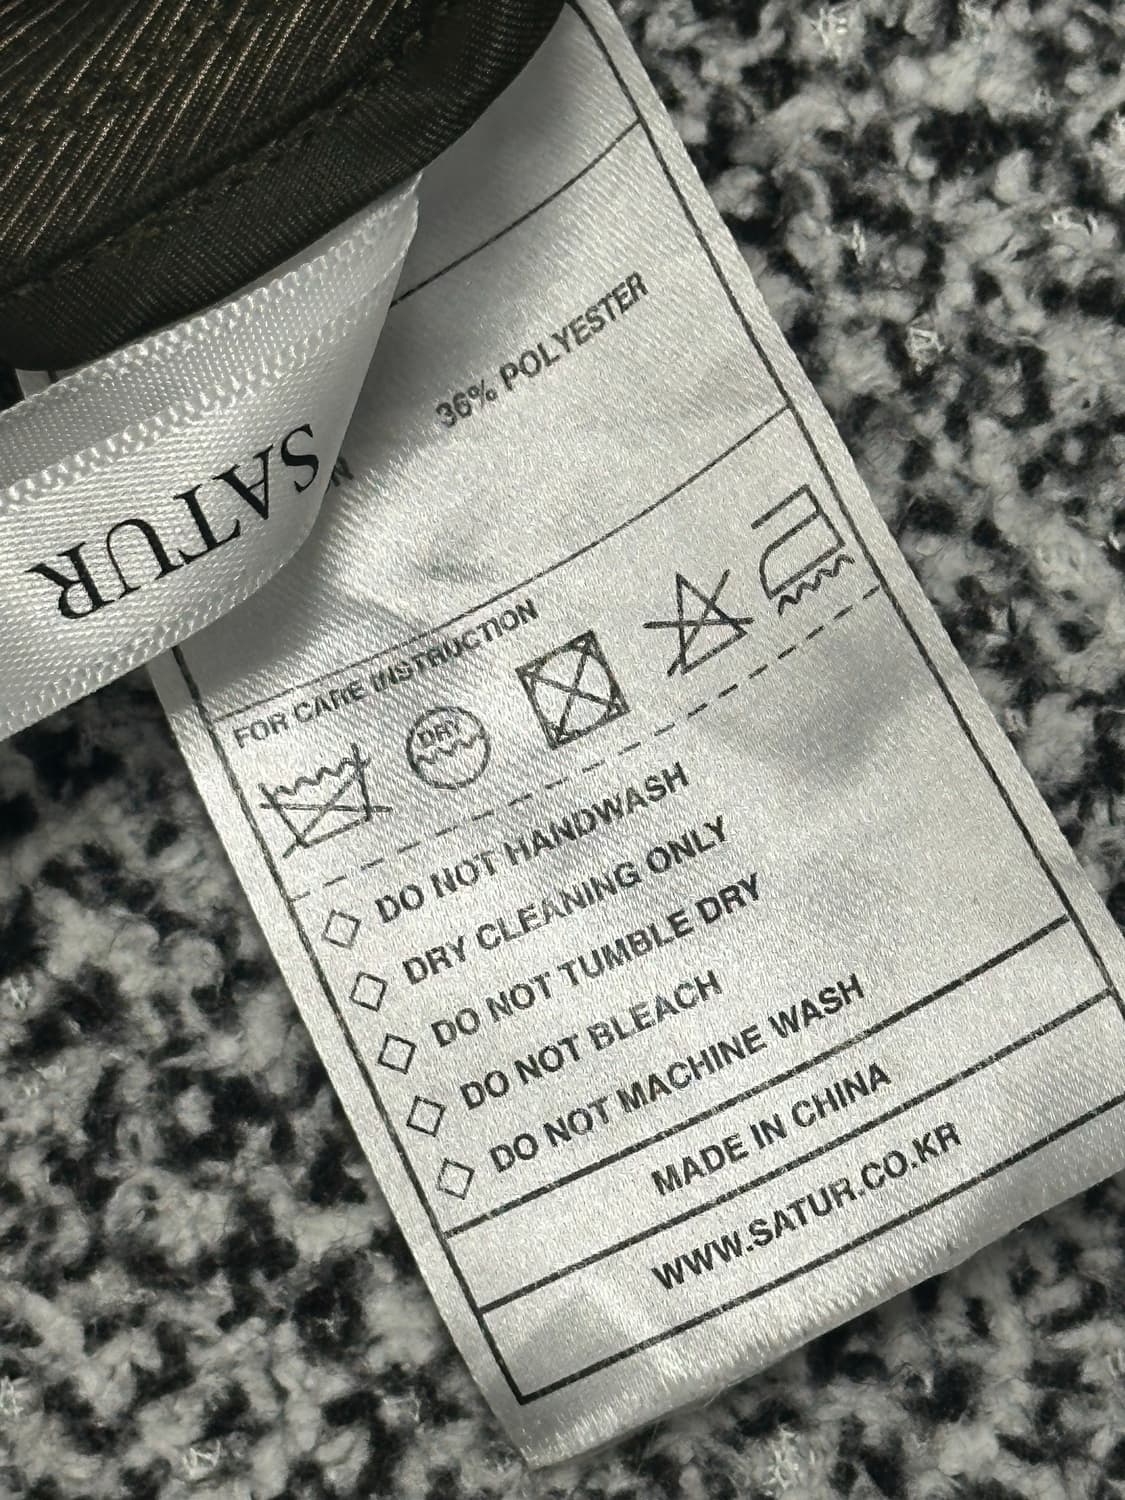 SATUR
36% POLYESTER
FOR CARE INSTRUCTION
DRY
DO NOT HANDWASH
DRY CLEANING ONLY
DO NOT TUMBLE DRY
DO NOT BLEACH
DO NOT MACHINE WASH
MADE IN CHINA
WWW.SATUR.CO.KR